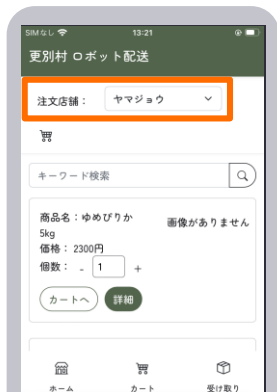 SIMなし 13:21
更別村 ロボット配送
注文店舗： ヤマジョウ
キーワード検索
商品名：ゆめぴりか
5kg
画像がありません
価格： 2300円
個数： - 1 +
カートへ 詳細
ホーム カート 受け取り